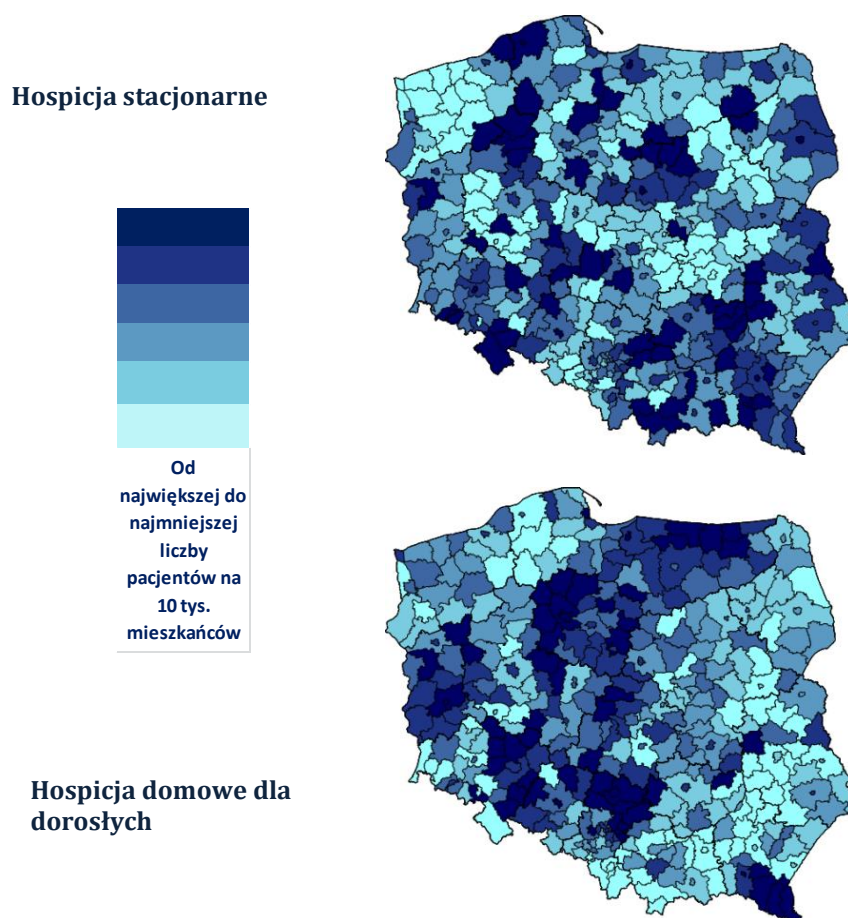 Hospicja stacjonarne
Od
największej do
najmniejszej
liczby
pacjentów na
10 tys.
mieszkańców
Hospicja domowe dla
dorosłych